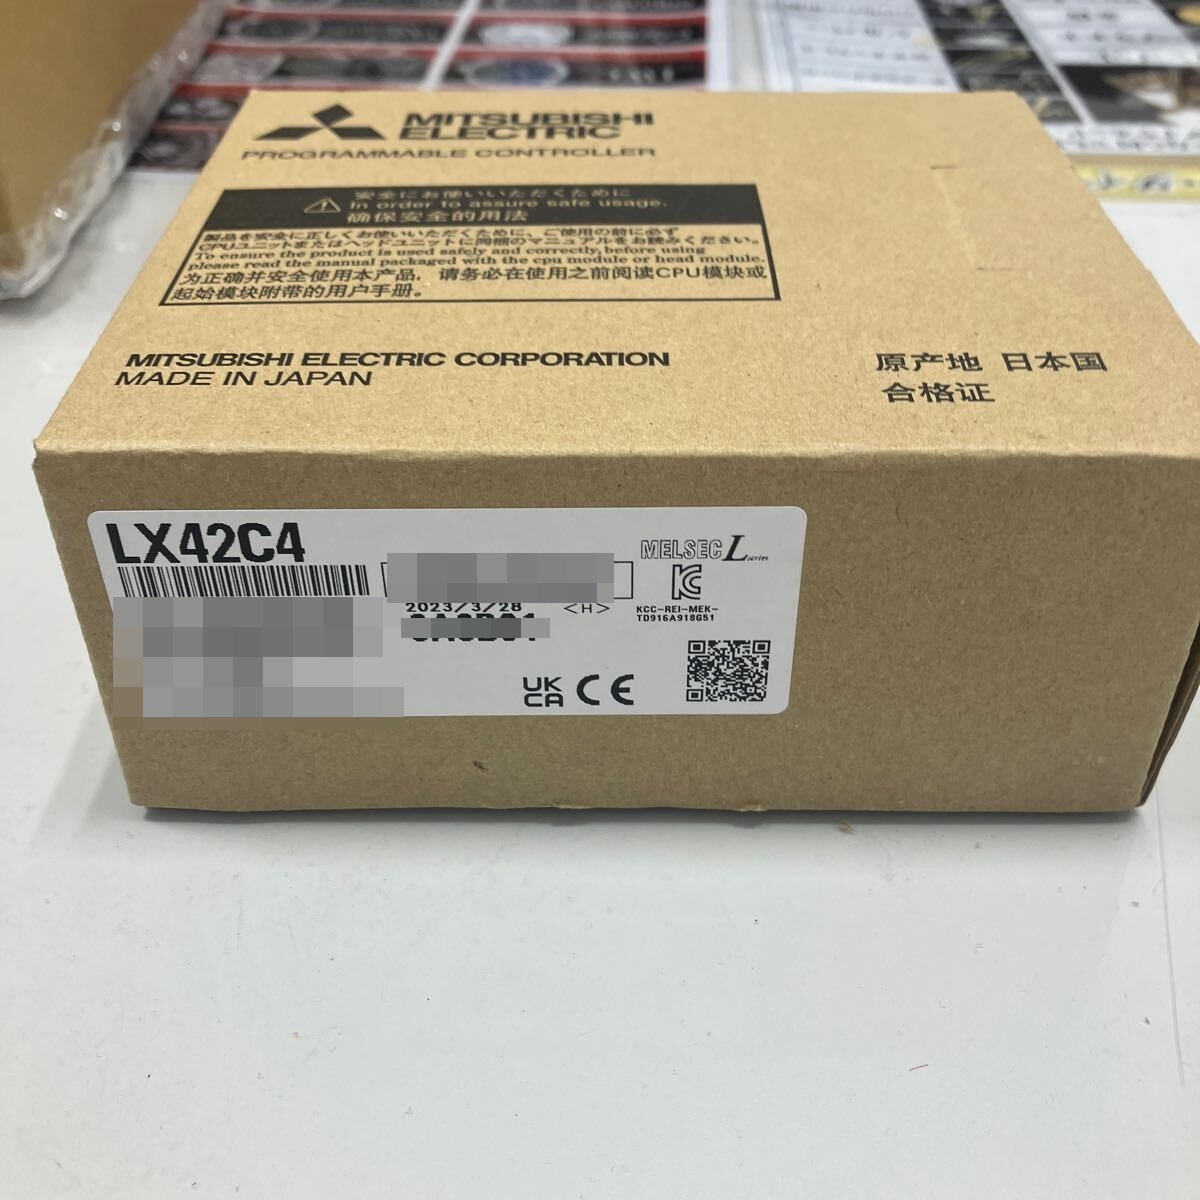 MITSUBISHI
ELECTRIC
PROGRAMMABLE CONTROLLER
安全にお使いいただくために
In order to assure safe usage.
确保安全的用法
製品を安全に正しくお使いいただくために、ご使用の前に必ず
CPUユニットまたはヘッドユニットに同梱のマニュアルをお読みください。
To ensure the product is used safely and correctly, before using
please read the manual packaged with the cpu module or head module.
为正确并安全使用本产品，请务必在使用之前阅读CPU模块或
起始模块附带的用户手册。
MITSUBISHI ELECTRIC CORPORATION
MADE IN JAPAN
原产地 日本国
合格证
LX42C4
MELSEC L series
2023/3/28 <H>
KCC-REI-MEK-
TD916A918G51
UK
CA CE